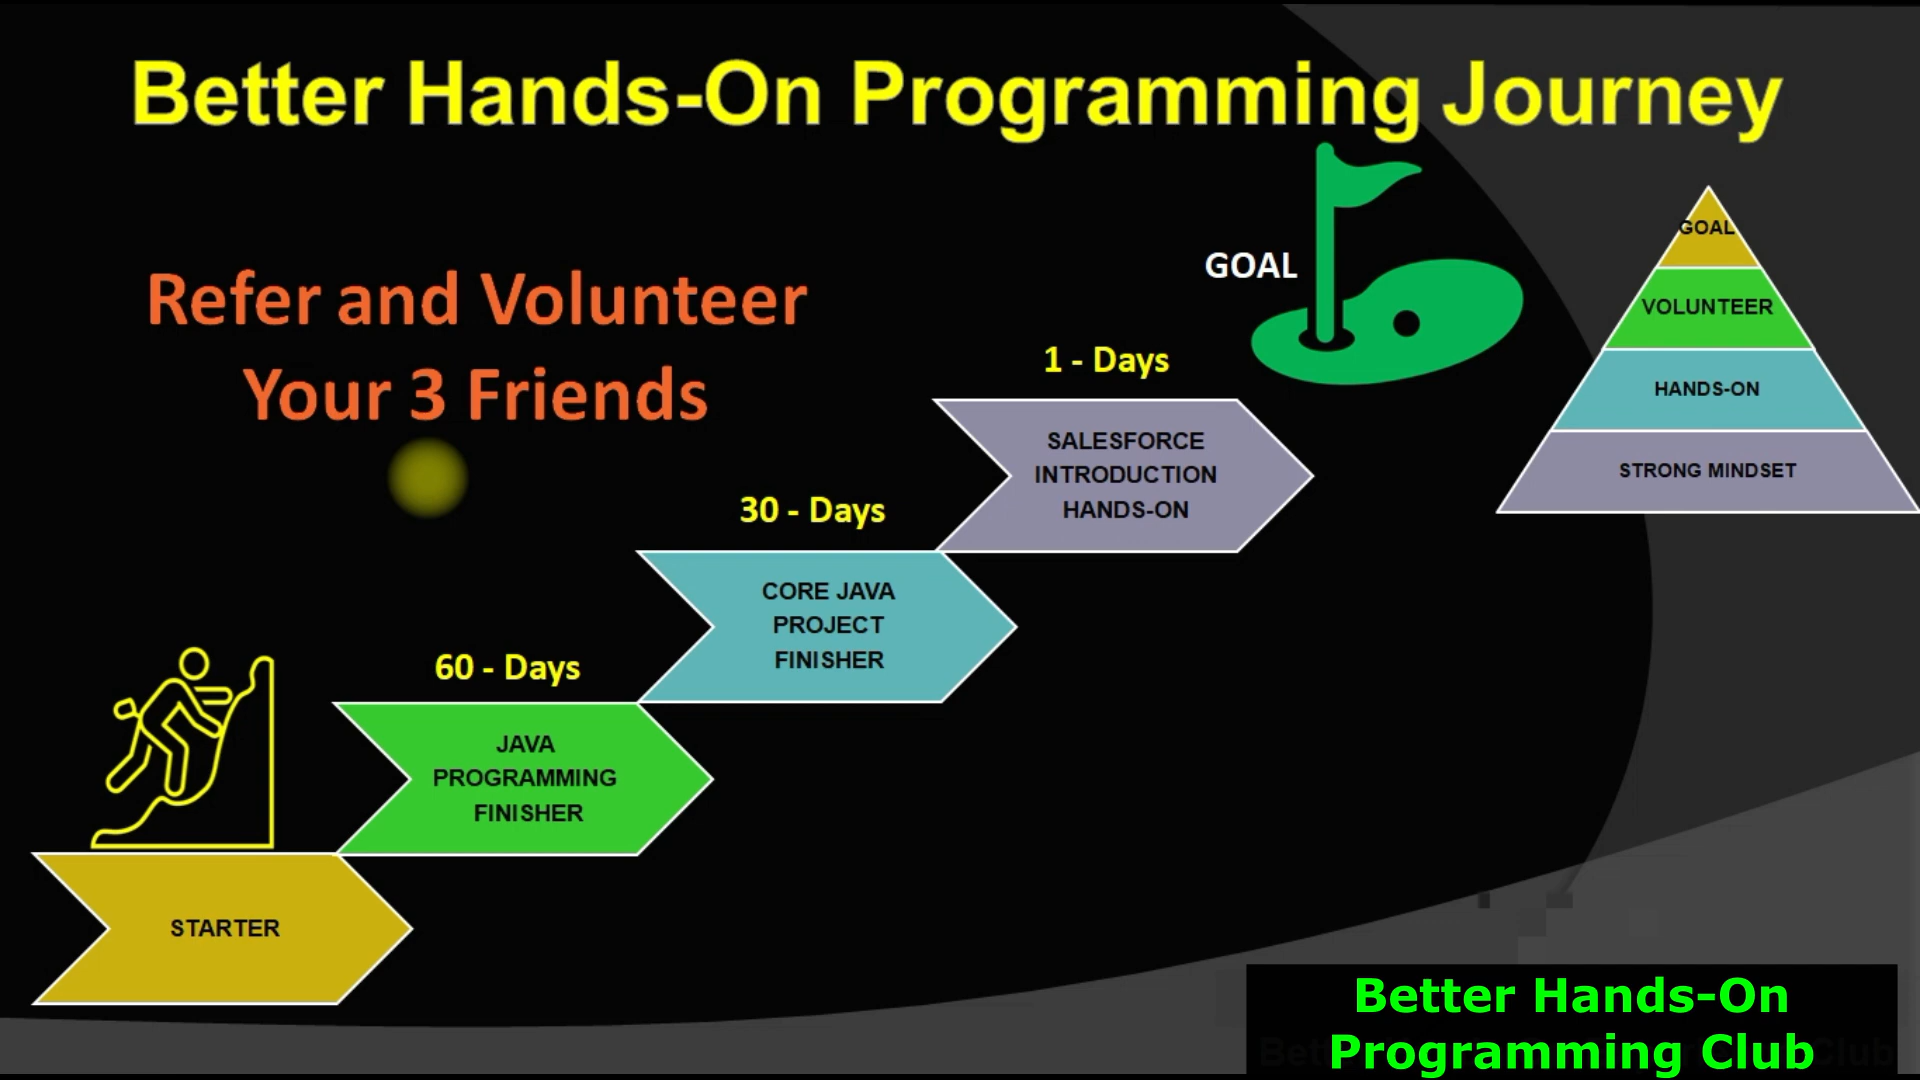 Better Hands-On Programming Journey
Refer and Volunteer
Your 3 Friends
GOAL
GOAL
VOLUNTEER
HANDS-ON
STRONG MINDSET
1 - Days
SALESFORCE
INTRODUCTION
HANDS-ON
30 - Days
CORE JAVA
PROJECT
FINISHER
60 - Days
JAVA
PROGRAMMING
FINISHER
STARTER
Better Hands-On
Programming Club